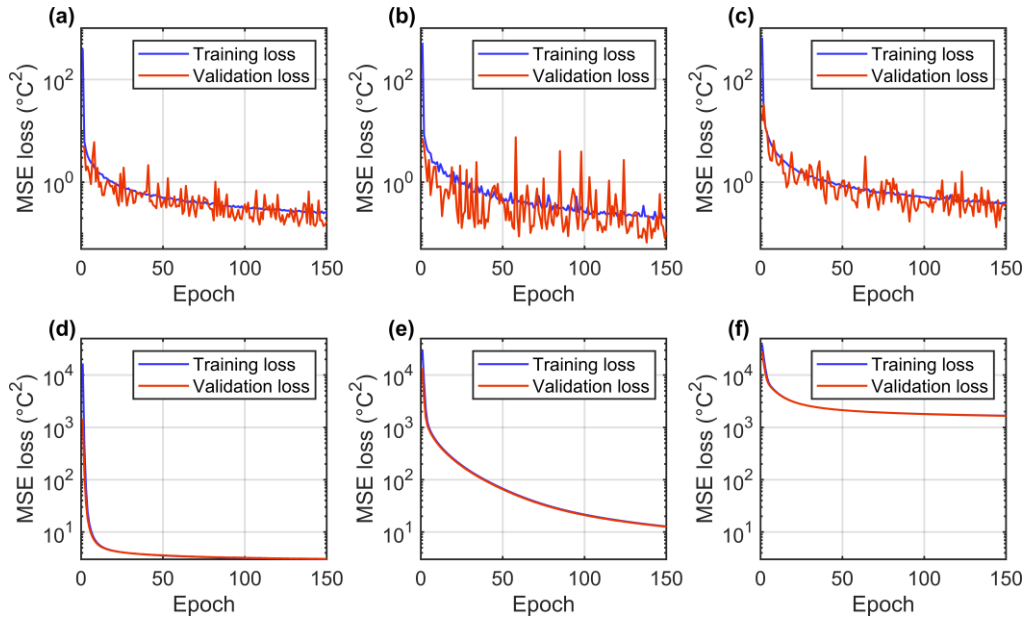 (a)
MSE loss (°C²)
10²
10⁰
Training loss
Validation loss
0 50 100 150
Epoch
(b)
MSE loss (°C²)
10²
10⁰
Training loss
Validation loss
0 50 100 150
Epoch
(c)
MSE loss (°C²)
10²
10⁰
Training loss
Validation loss
0 50 100 150
Epoch
(d)
MSE loss (°C²)
10⁴
10³
10²
10¹
Training loss
Validation loss
0 50 100 150
Epoch
(e)
MSE loss (°C²)
10⁴
10³
10²
10¹
Training loss
Validation loss
0 50 100 150
Epoch
(f)
MSE loss (°C²)
10⁴
10³
10²
10¹
Training loss
Validation loss
0 50 100 150
Epoch